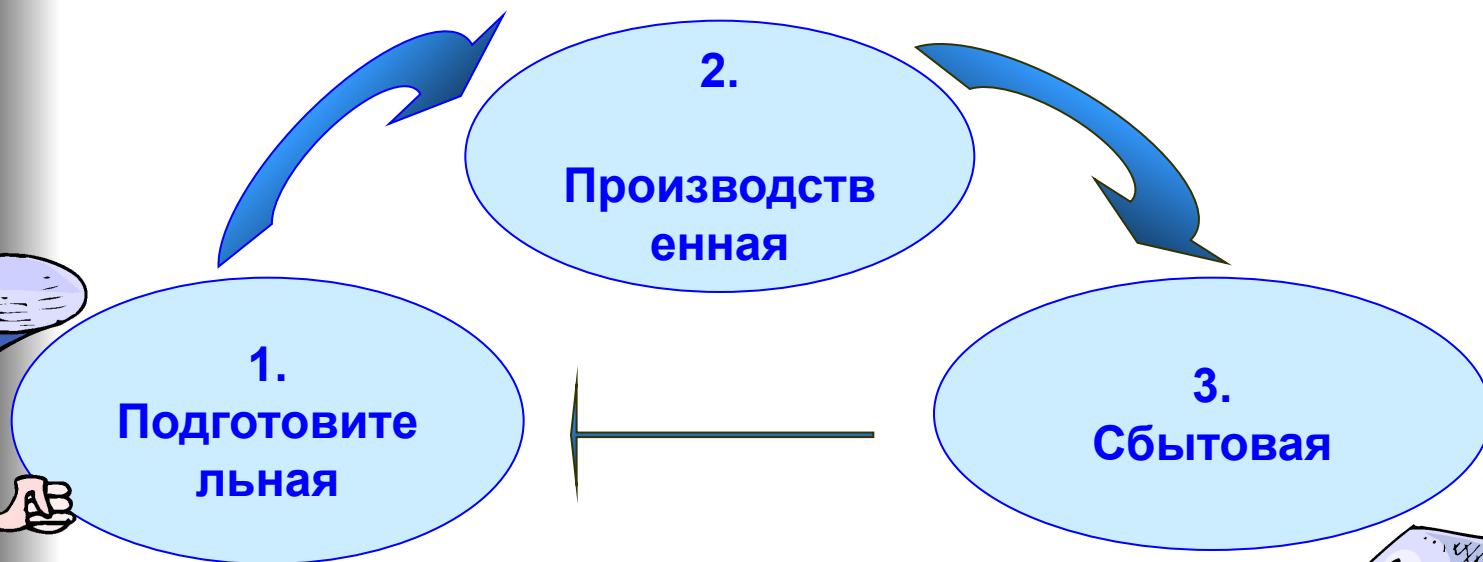 1.
Подготовите
льная
2.
Производств
енная
3.
Сбытовая